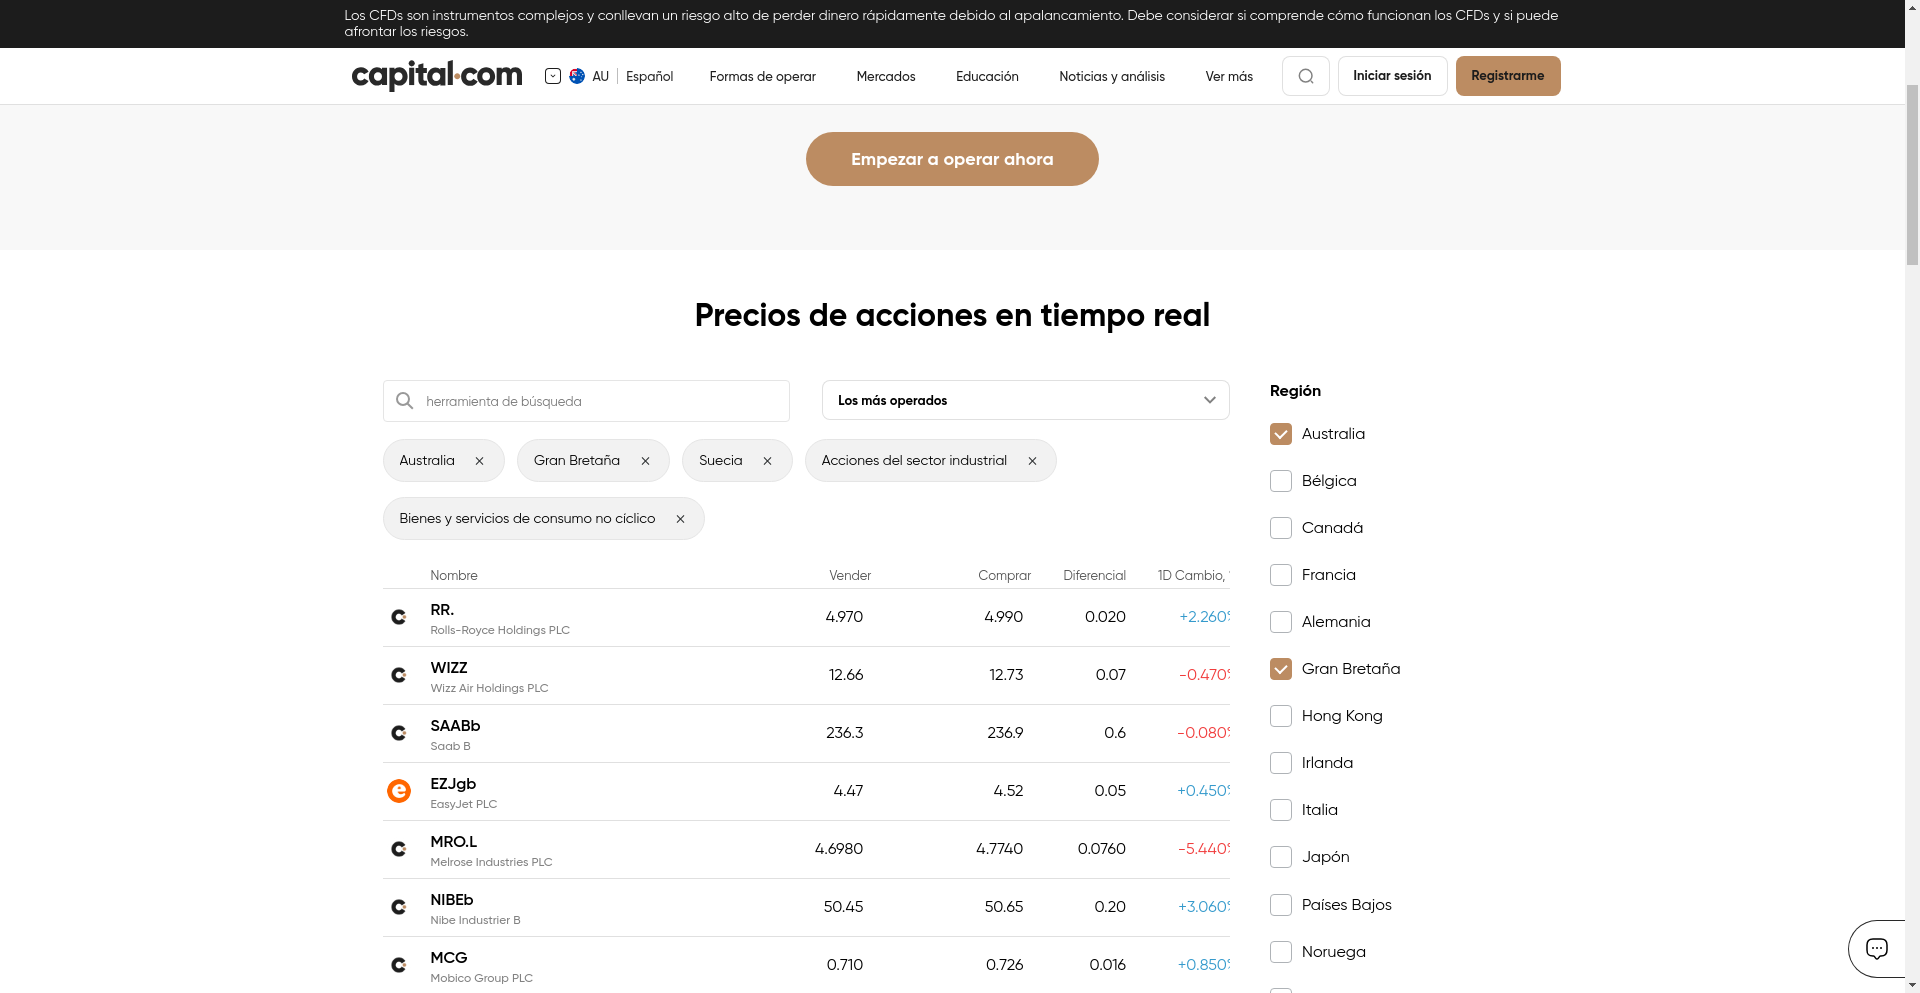 Los CFDs son instrumentos complejos y conllevan un riesgo alto de perder dinero rápidamente debido al apalancamiento. Debe considerar si comprende cómo funcionan los CFDs y si puede
afrontar los riesgos.
capital.com
AU Español Formas de operar Mercados Educación Noticias y análisis Ver más Iniciar sesión Registrarme
Empezar a operar ahora
Precios de acciones en tiempo real
herramienta de búsqueda
Los más operados
Australia Gran Bretaña Suecia Acciones del sector industrial
Bienes y servicios de consumo no cíclico
Nombre Vender Comprar Diferencial 1D Cambio,
RR. 4.970 4.990 0.020 +2.260%
Rolls-Royce Holdings PLC
WIZZ 12.66 12.73 0.07 -0.470%
Wizz Air Holdings PLC
SAABb 236.3 236.9 0.6 -0.080%
Saab B
EZJgb 4.47 4.52 0.05 +0.450%
EasyJet PLC
MRO.L 4.6980 4.7740 0.0760 -5.440%
Melrose Industries PLC
NIBEb 50.45 50.65 0.20 +3.060%
Nibe Industrier B
MCG 0.710 0.726 0.016 +0.850%
Mobico Group PLC
Región
Australia
Bélgica
Canadá
Francia
Alemania
Gran Bretaña
Hong Kong
Irlanda
Italia
Japón
Países Bajos
Noruega